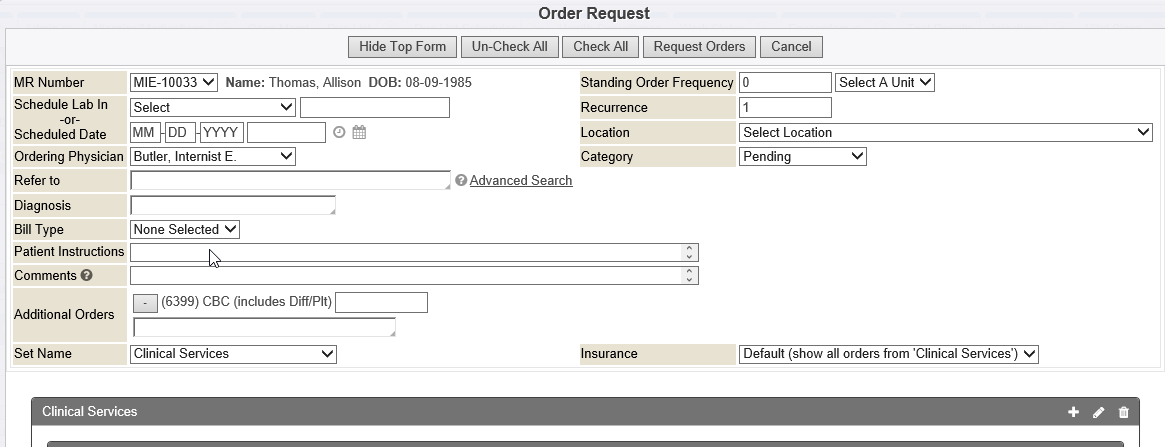 Order Request
Hide Top Form Un-Check All Check All Request Orders Cancel
MR Number MIE-10033 Name: Thomas, Allison DOB: 08-09-1985 Standing Order Frequency 0 Select A Unit
Schedule Lab In Select Recurrence 1
-or-
Scheduled Date MM - DD - YYYY Location Select Location
Ordering Physician Butler, Internist E. Category Pending
Refer to ? Advanced Search
Diagnosis
Bill Type None Selected
Patient Instructions
Comments ?
Additional Orders - (6399) CBC (includes Diff/Plt)
Set Name Clinical Services Insurance Default (show all orders from 'Clinical Services')
Clinical Services